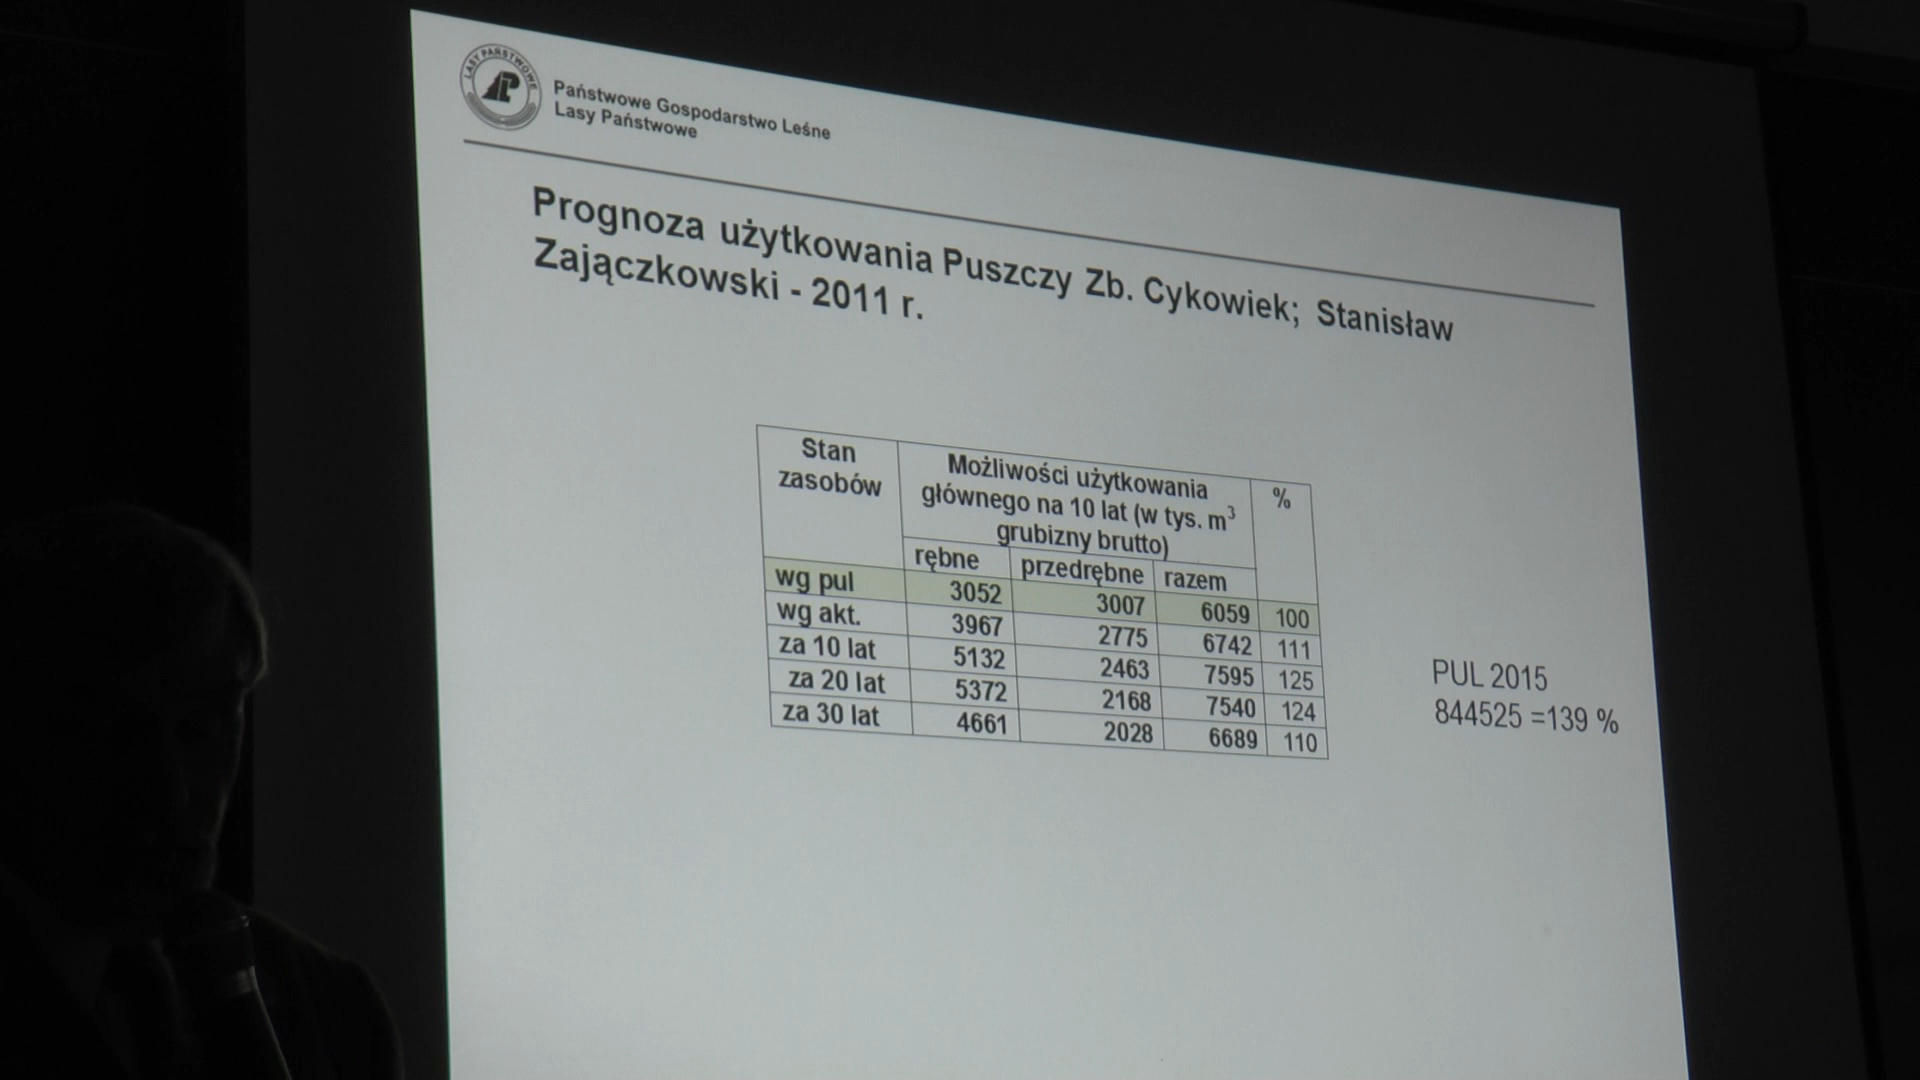 LASY PAŃSTWOWE
Państwowe Gospodarstwo Leśne
Lasy Państwowe
Prognoza użytkowania Puszczy Zb. Cykowiek; Stanisław
Zajączkowski - 2011 r.
Stan zasobów
Możliwości użytkowania
głównego na 10 lat (w tys. m³
grubizny brutto)
%
rębne przedrębne razem
wg pul 3052 3007 6059 100
wg akt. 3967 2775 6742 111
za 10 lat 5132 2463 7595 125
za 20 lat 5372 2168 7540 124
za 30 lat 4661 2028 6689 110
PUL 2015
844525 =139 %